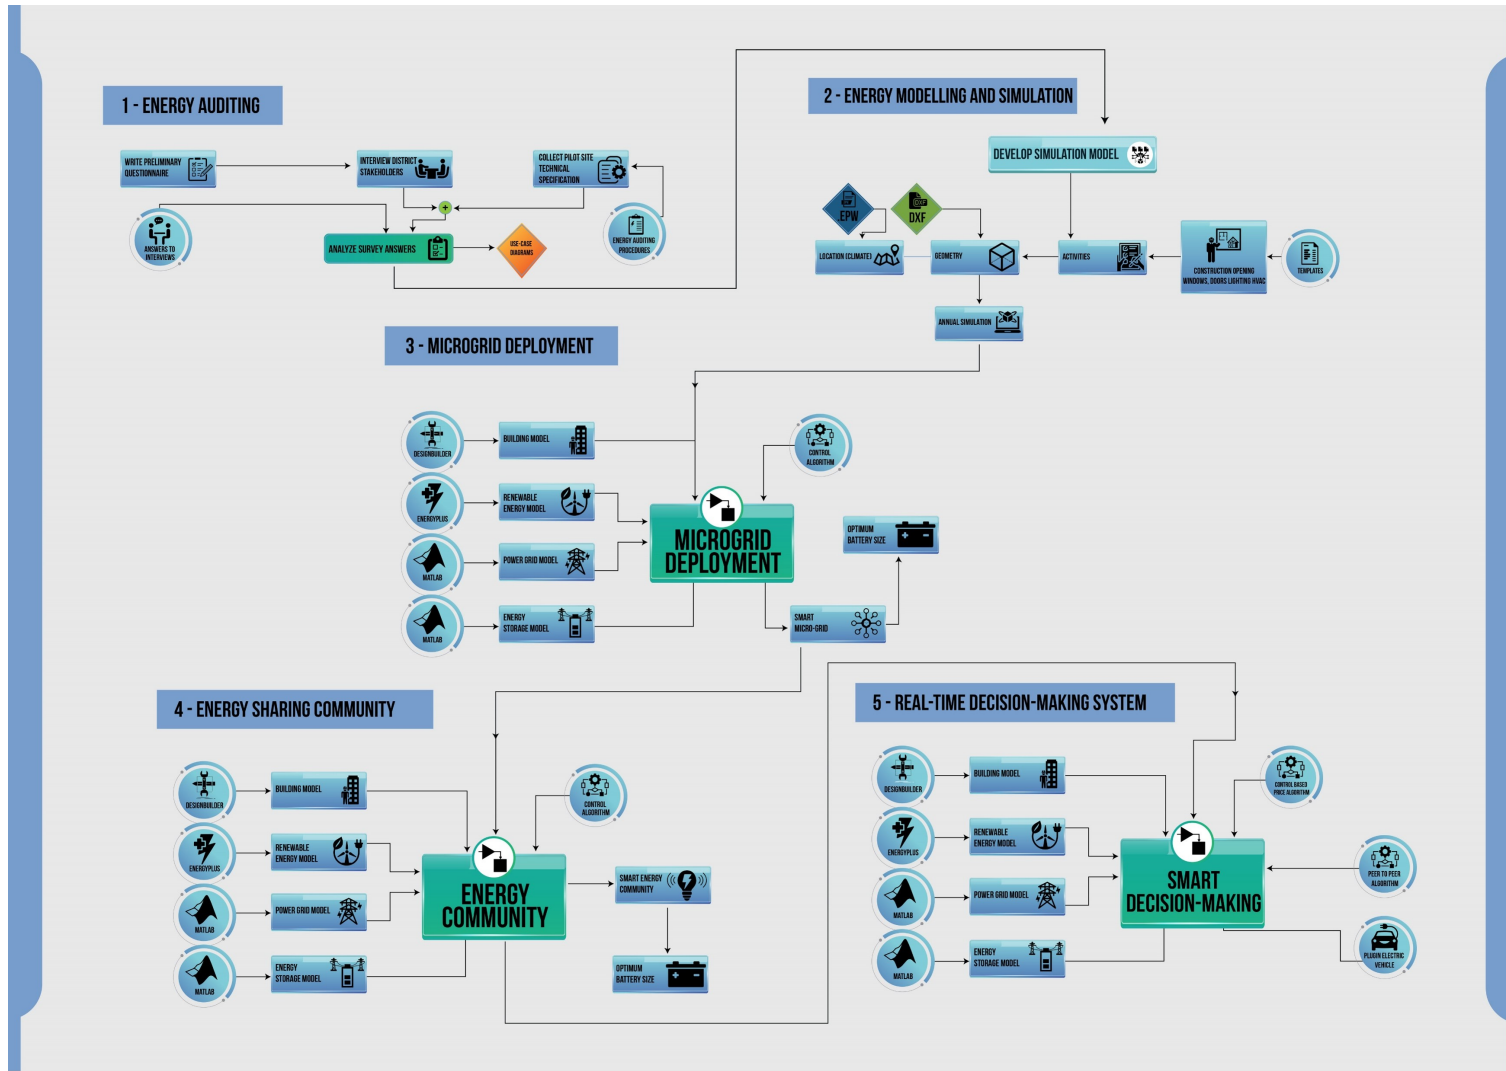 1 - ENERGY AUDITING
WRITE PRELIMINARY
QUESTIONNAIRE
INTERVIEW DISTRICT
STAKEHOLDERS
COLLECT PILOT SITE
TECHNICAL
SPECIFICATION
+
ANSWERS TO
INTERVIEWS
ANALYZE SURVEY ANSWERS
USE-CASE
DIAGRAMS
ENERGY AUDITING
PROCEDURES
2 - ENERGY MODELLING AND SIMULATION
DEVELOP SIMULATION MODEL
.EPW
DXF
DXF
LOCATION (CLIMATE)
GEOMETRY
ACTIVITIES
CONSTRUCTION OPENING
WINDOWS, DOORS LIGHTING HVAC
TEMPLATES
ANNUAL SIMULATION
3 - MICROGRID DEPLOYMENT
DESIGNBUILDER
BUILDING MODEL
CONTROL
ALGORITHM
ENERGYPLUS
RENEWABLE
ENERGY MODEL
MICROGRID
DEPLOYMENT
OPTIMUM
BATTERY SIZE
MATLAB
POWER GRID MODEL
MATLAB
ENERGY
STORAGE MODEL
SMART
MICRO-GRID
4 - ENERGY SHARING COMMUNITY
DESIGNBUILDER
BUILDING MODEL
CONTROL
ALGORITHM
ENERGYPLUS
RENEWABLE
ENERGY MODEL
ENERGY
COMMUNITY
SMART ENERGY
COMMUNITY
MATLAB
POWER GRID MODEL
MATLAB
ENERGY
STORAGE MODEL
OPTIMUM
BATTERY SIZE
5 - REAL-TIME DECISION-MAKING SYSTEM
DESIGNBUILDER
BUILDING MODEL
CONTROL BASED
PRICE ALGORITHM
ENERGYPLUS
RENEWABLE
ENERGY MODEL
SMART
DECISION-MAKING
PEER TO PEER
ALGORITHM
MATLAB
POWER GRID MODEL
MATLAB
ENERGY
STORAGE MODEL
PLUGIN ELECTRIC
VEHICLE